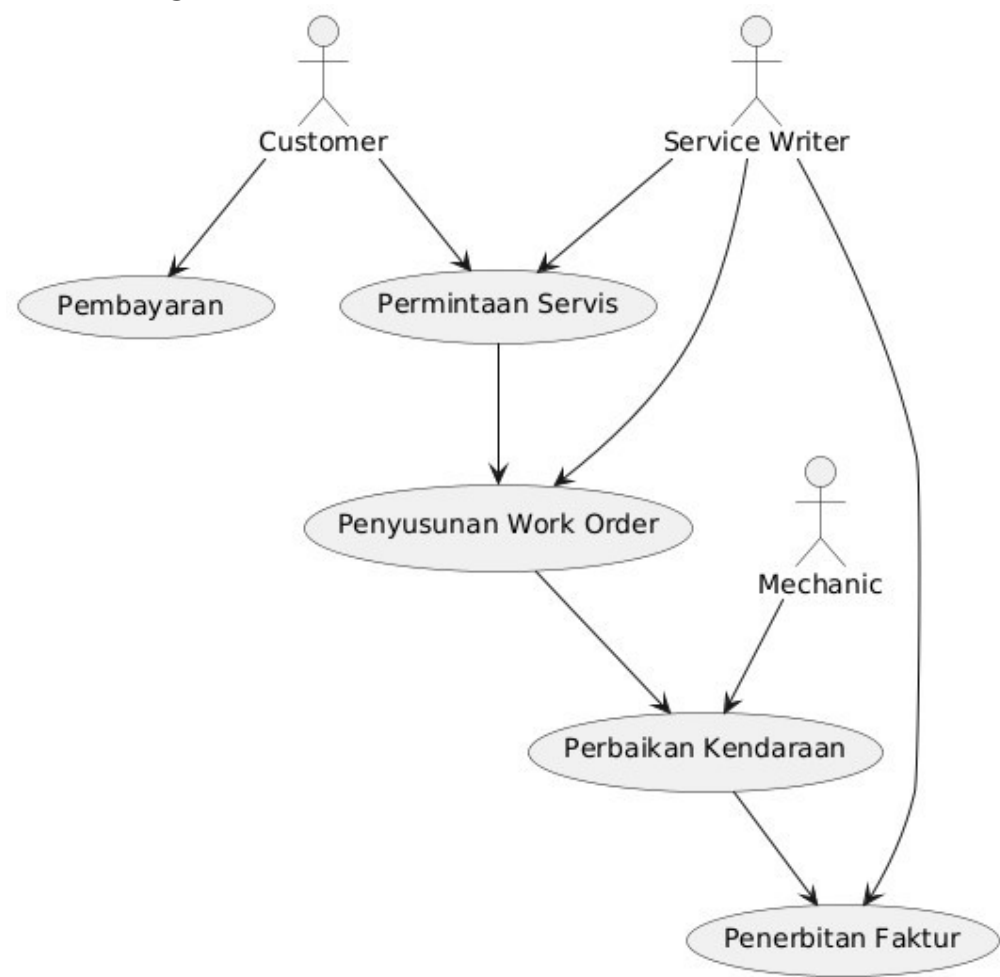 Customer
Service Writer
Pembayaran
Permintaan Servis
Penyusunan Work Order
Mechanic
Perbaikan Kendaraan
Penerbitan Faktur